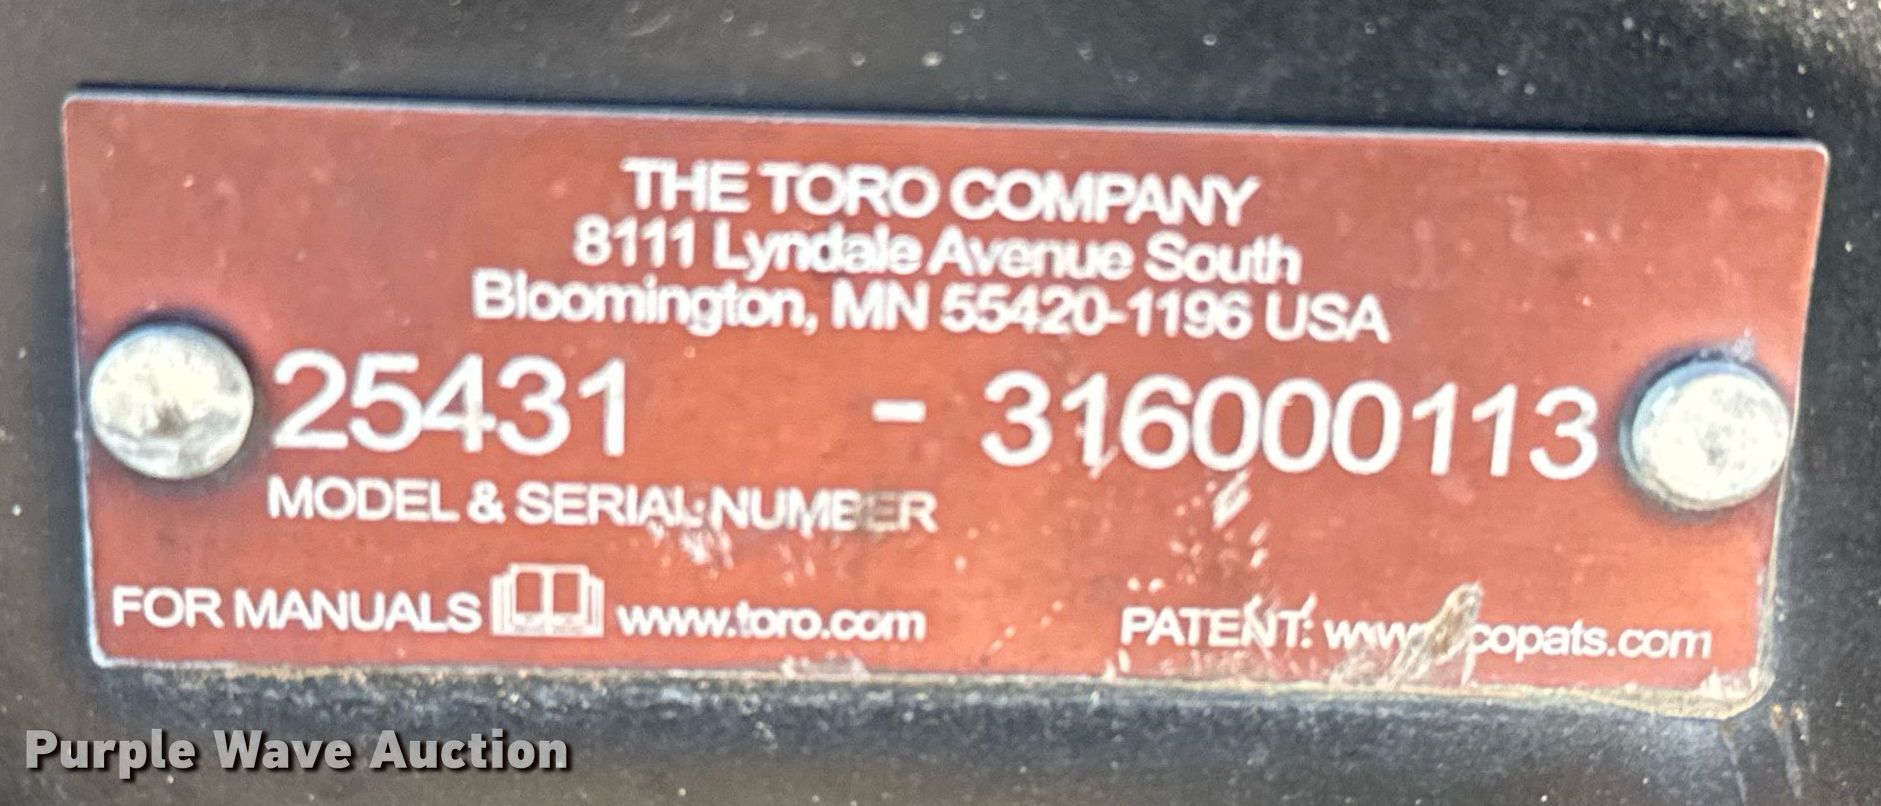 THE TORO COMPANY
8111 Lyndale Avenue South
Bloomington, MN 55420-1196 USA
25431 - 316000113
MODEL & SERIAL NUMBER
FOR MANUALS www.toro.com
PATENT:
Purple Wave Auction